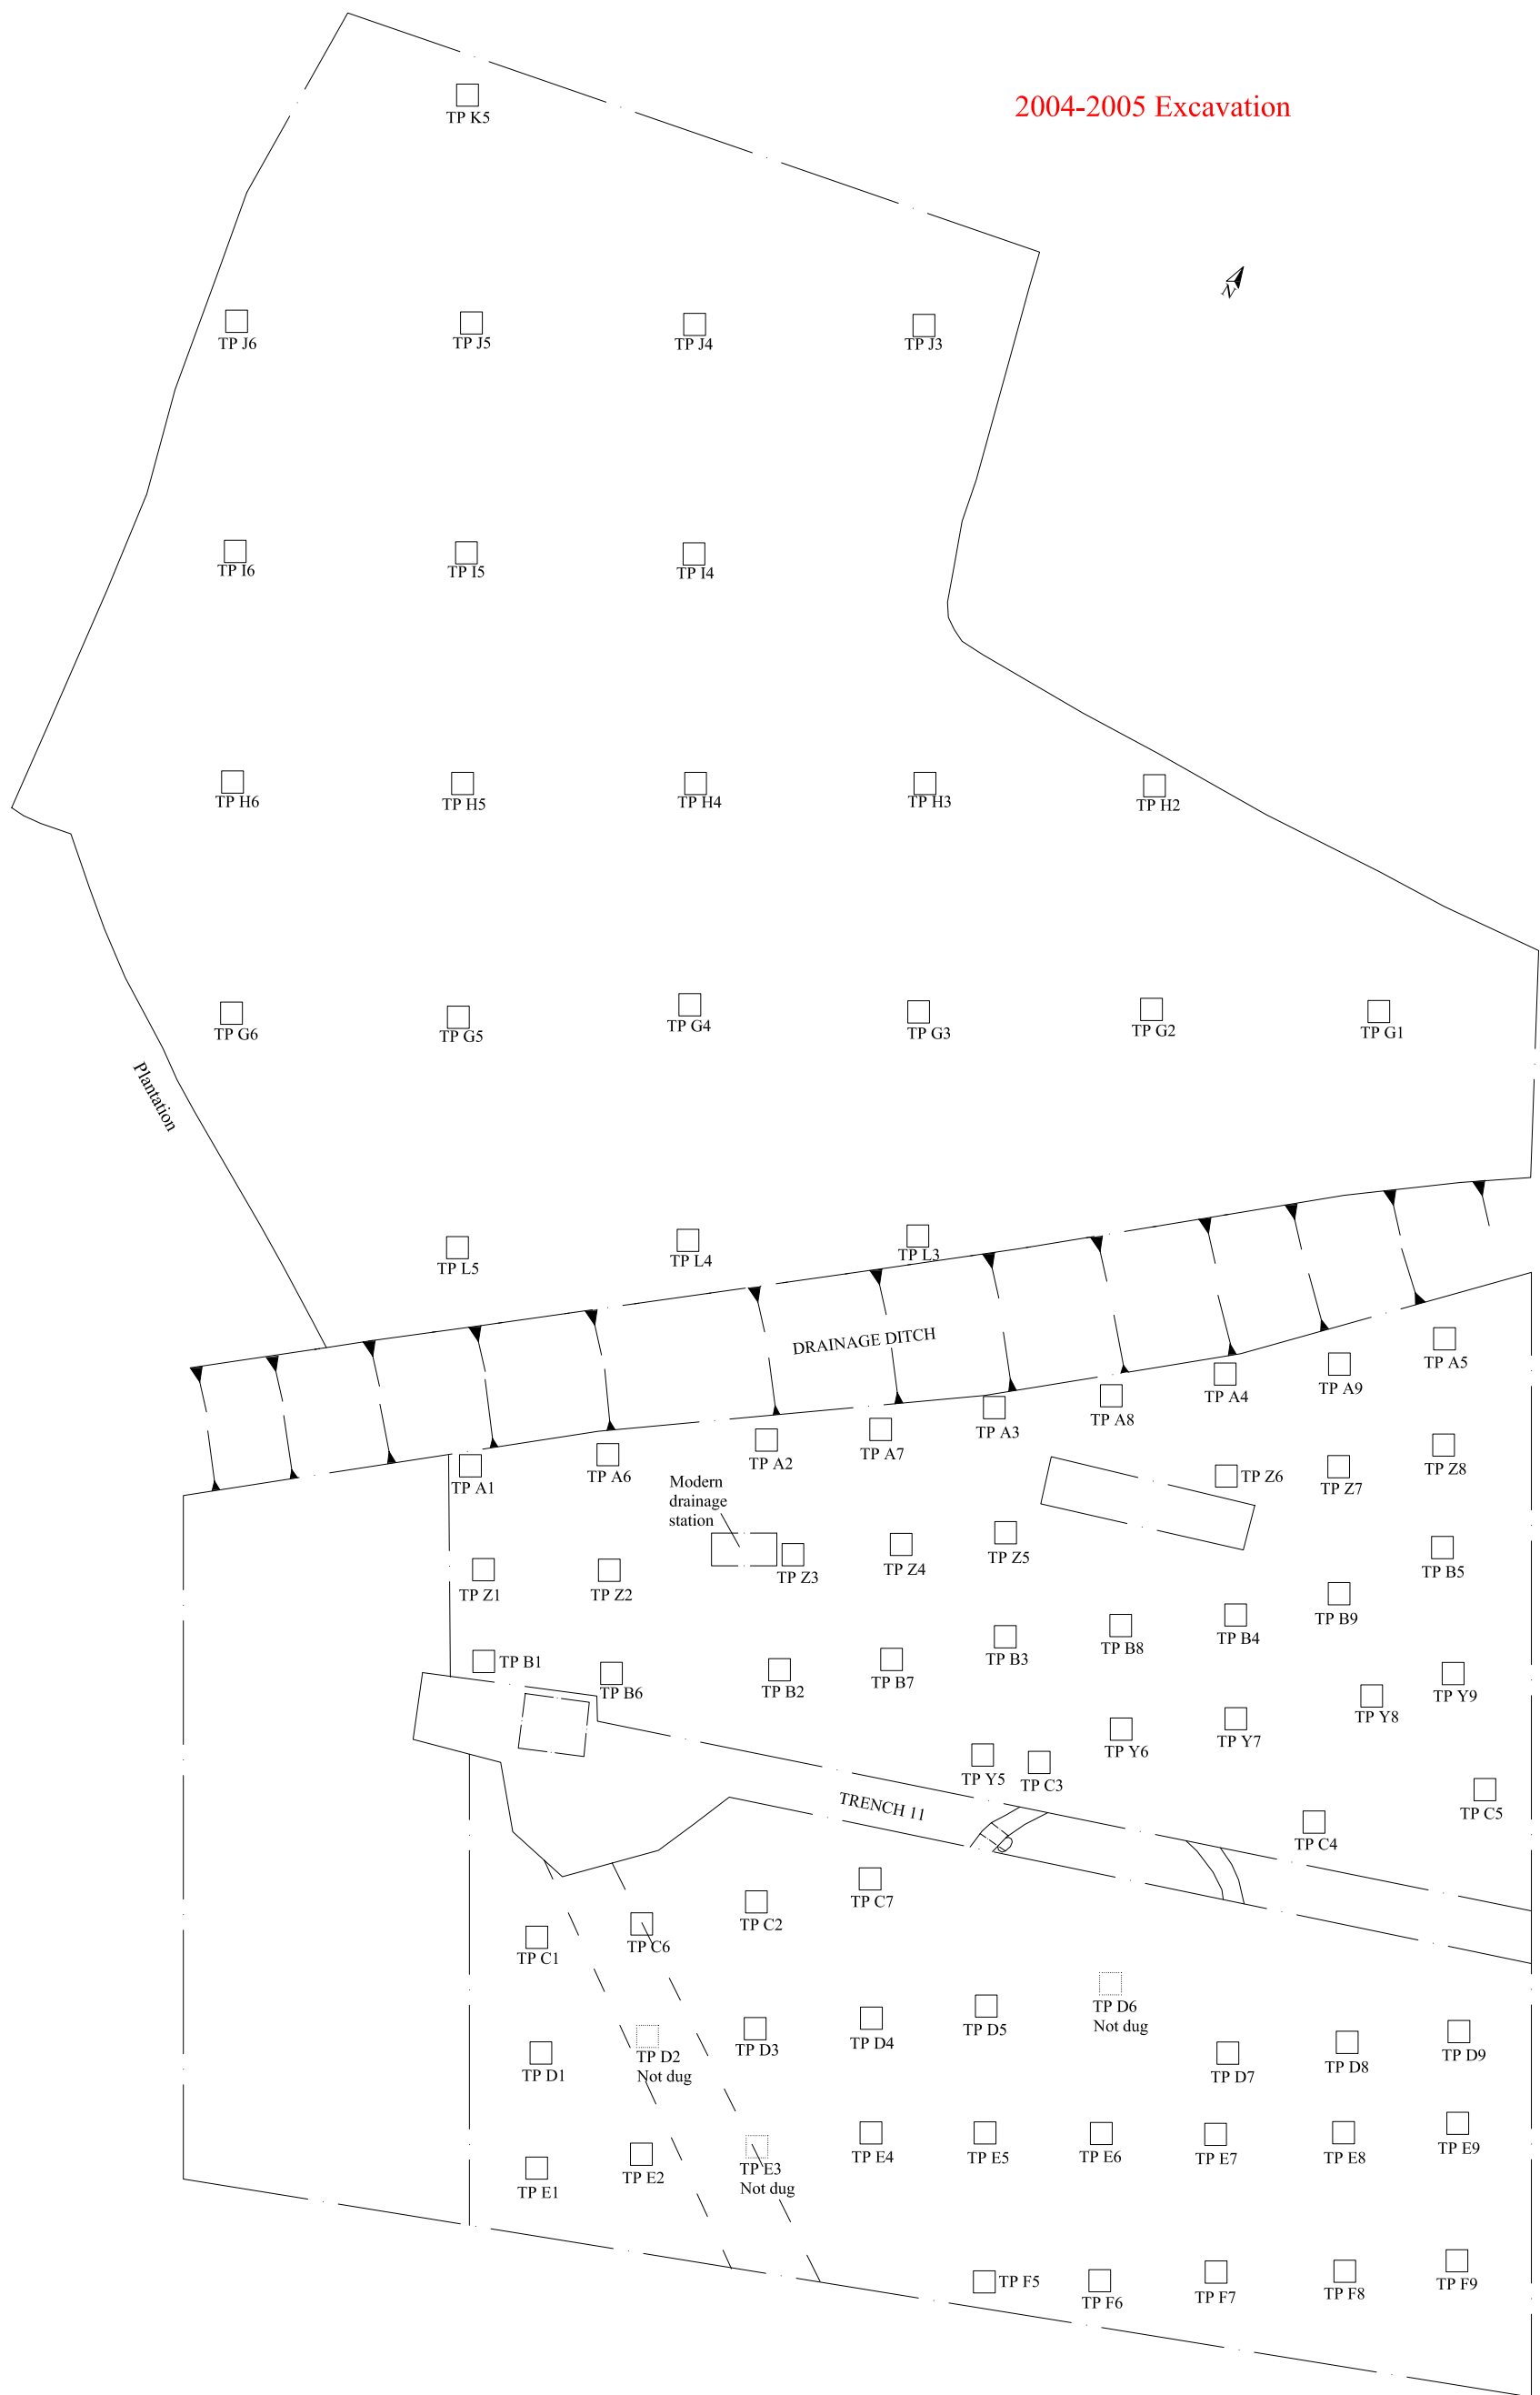 2004-2005 Excavation
TP K5
N
TP J6
TP J5
TP J4
TP J3
TP I6
TP I5
TP I4
TP H6
TP H5
TP H4
TP H3
TP H2
TP G6
TP G5
TP G4
TP G3
TP G2
TP G1
Plantation
TP L5
TP L4
TP L3
DRAINAGE DITCH
TP A5
TP A9
TP A4
TP A8
TP A3
TP A7
TP A2
TP A6
TP A1
Modern
drainage
station
TP Z6
TP Z7
TP Z8
TP Z1
TP Z2
TP Z3
TP Z4
TP Z5
TP B5
TP B9
TP B4
TP B8
TP B3
TP B7
TP B2
TP B6
TP B1
TP Y9
TP Y8
TP Y7
TP Y6
TP Y5
TP C3
TRENCH 11
TP C5
TP C4
TP C7
TP C2
TP C6
TP C1
TP D6
Not dug
TP D5
TP D4
TP D3
TP D2
Not dug
TP D1
TP D7
TP D8
TP D9
TP E1
TP E2
TP E3
Not dug
TP E4
TP E5
TP E6
TP E7
TP E8
TP E9
TP F5
TP F6
TP F7
TP F8
TP F9